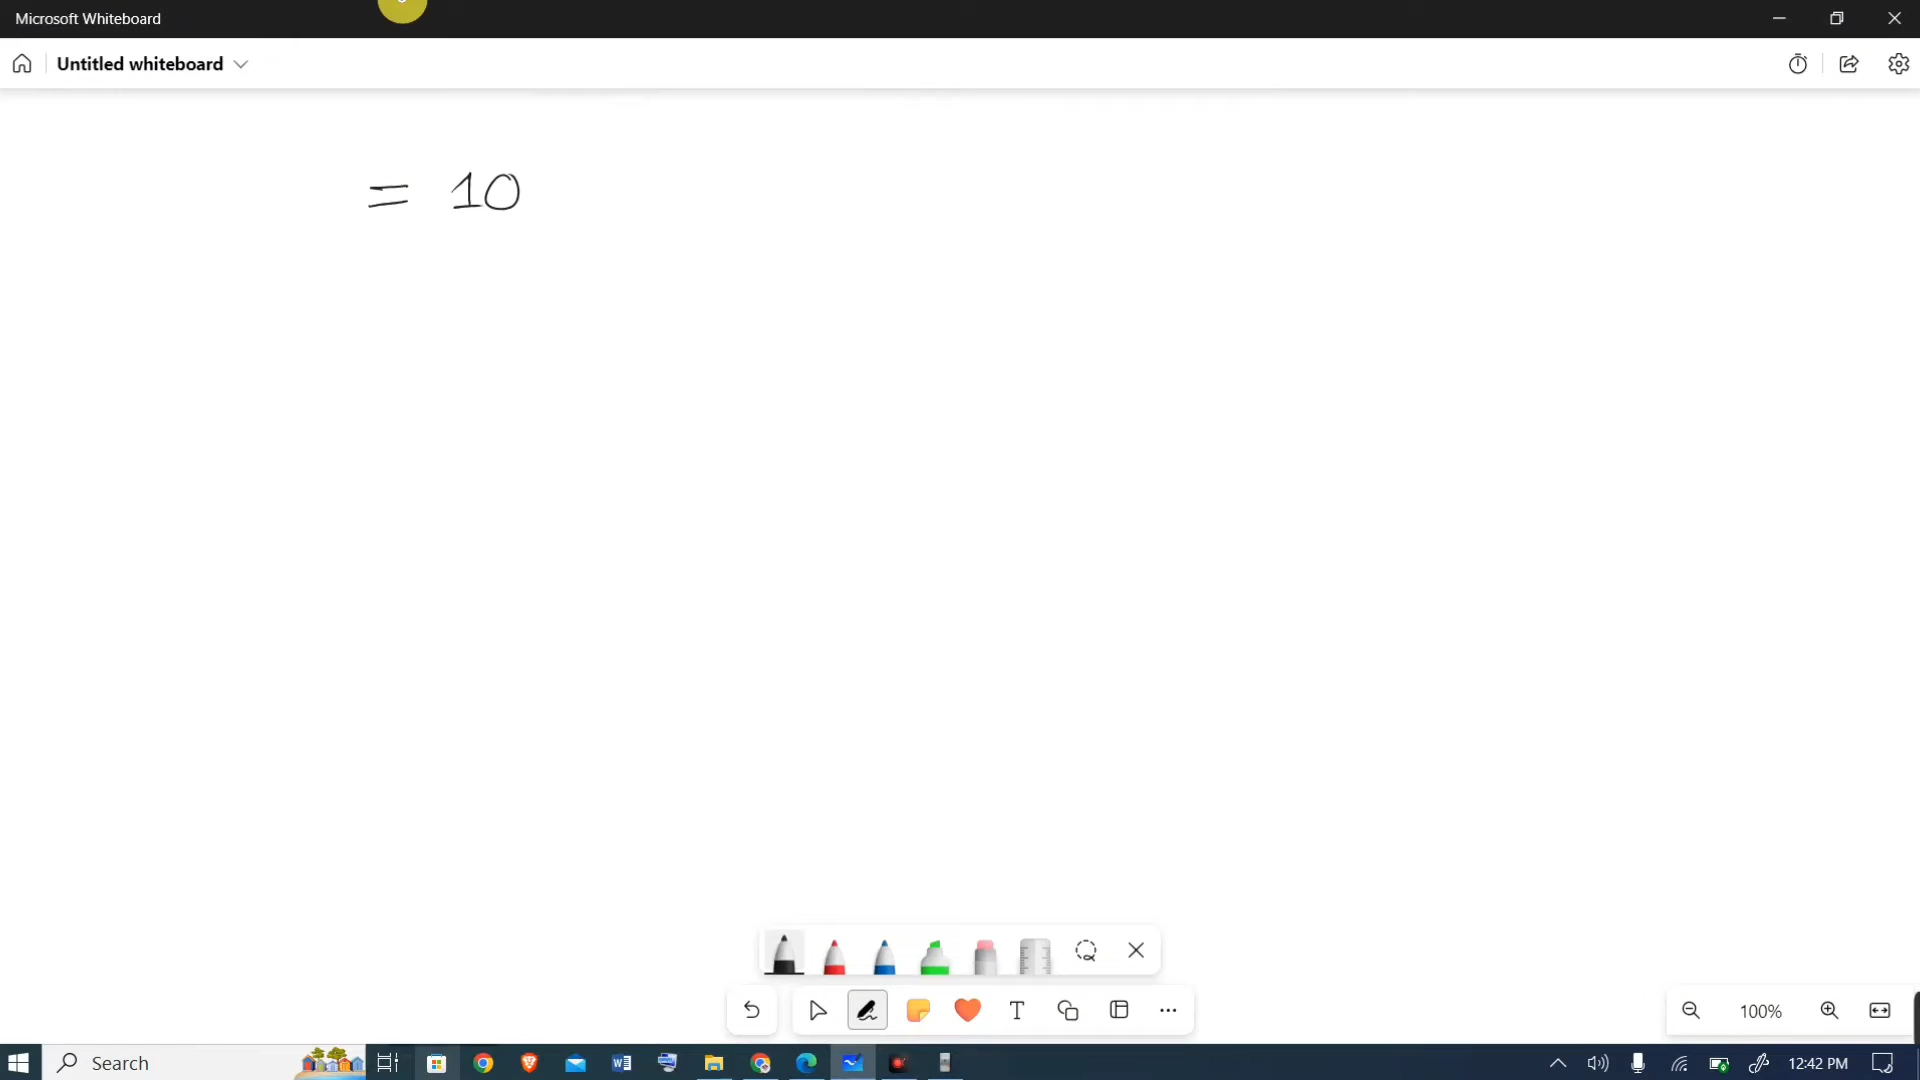 Microsoft Whiteboard
Untitled whiteboard
= 10
100%
Search
12:42 PM